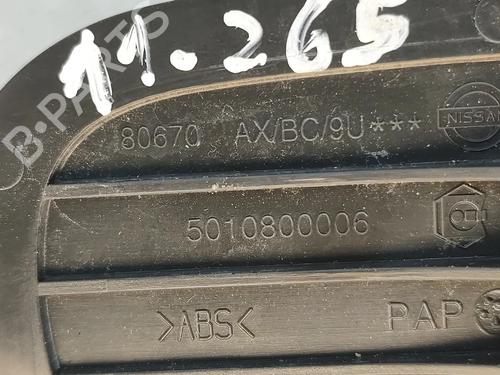 11.265
B-PARTS
80670 AX/BC/9U***
NISSAN
5010800006
>ABS<
PAP